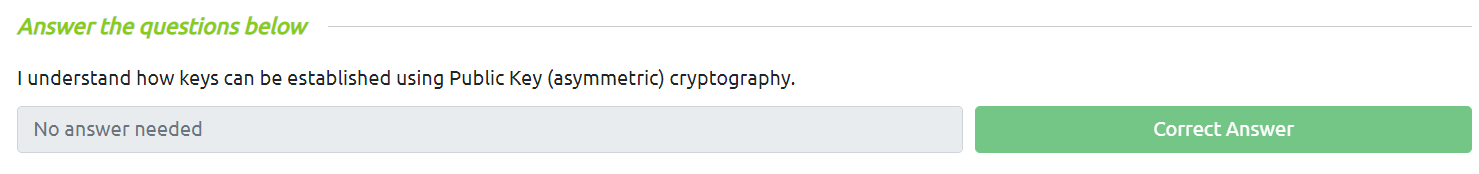 Answer the questions below
I understand how keys can be established using Public Key (asymmetric) cryptography.
No answer needed
Correct Answer